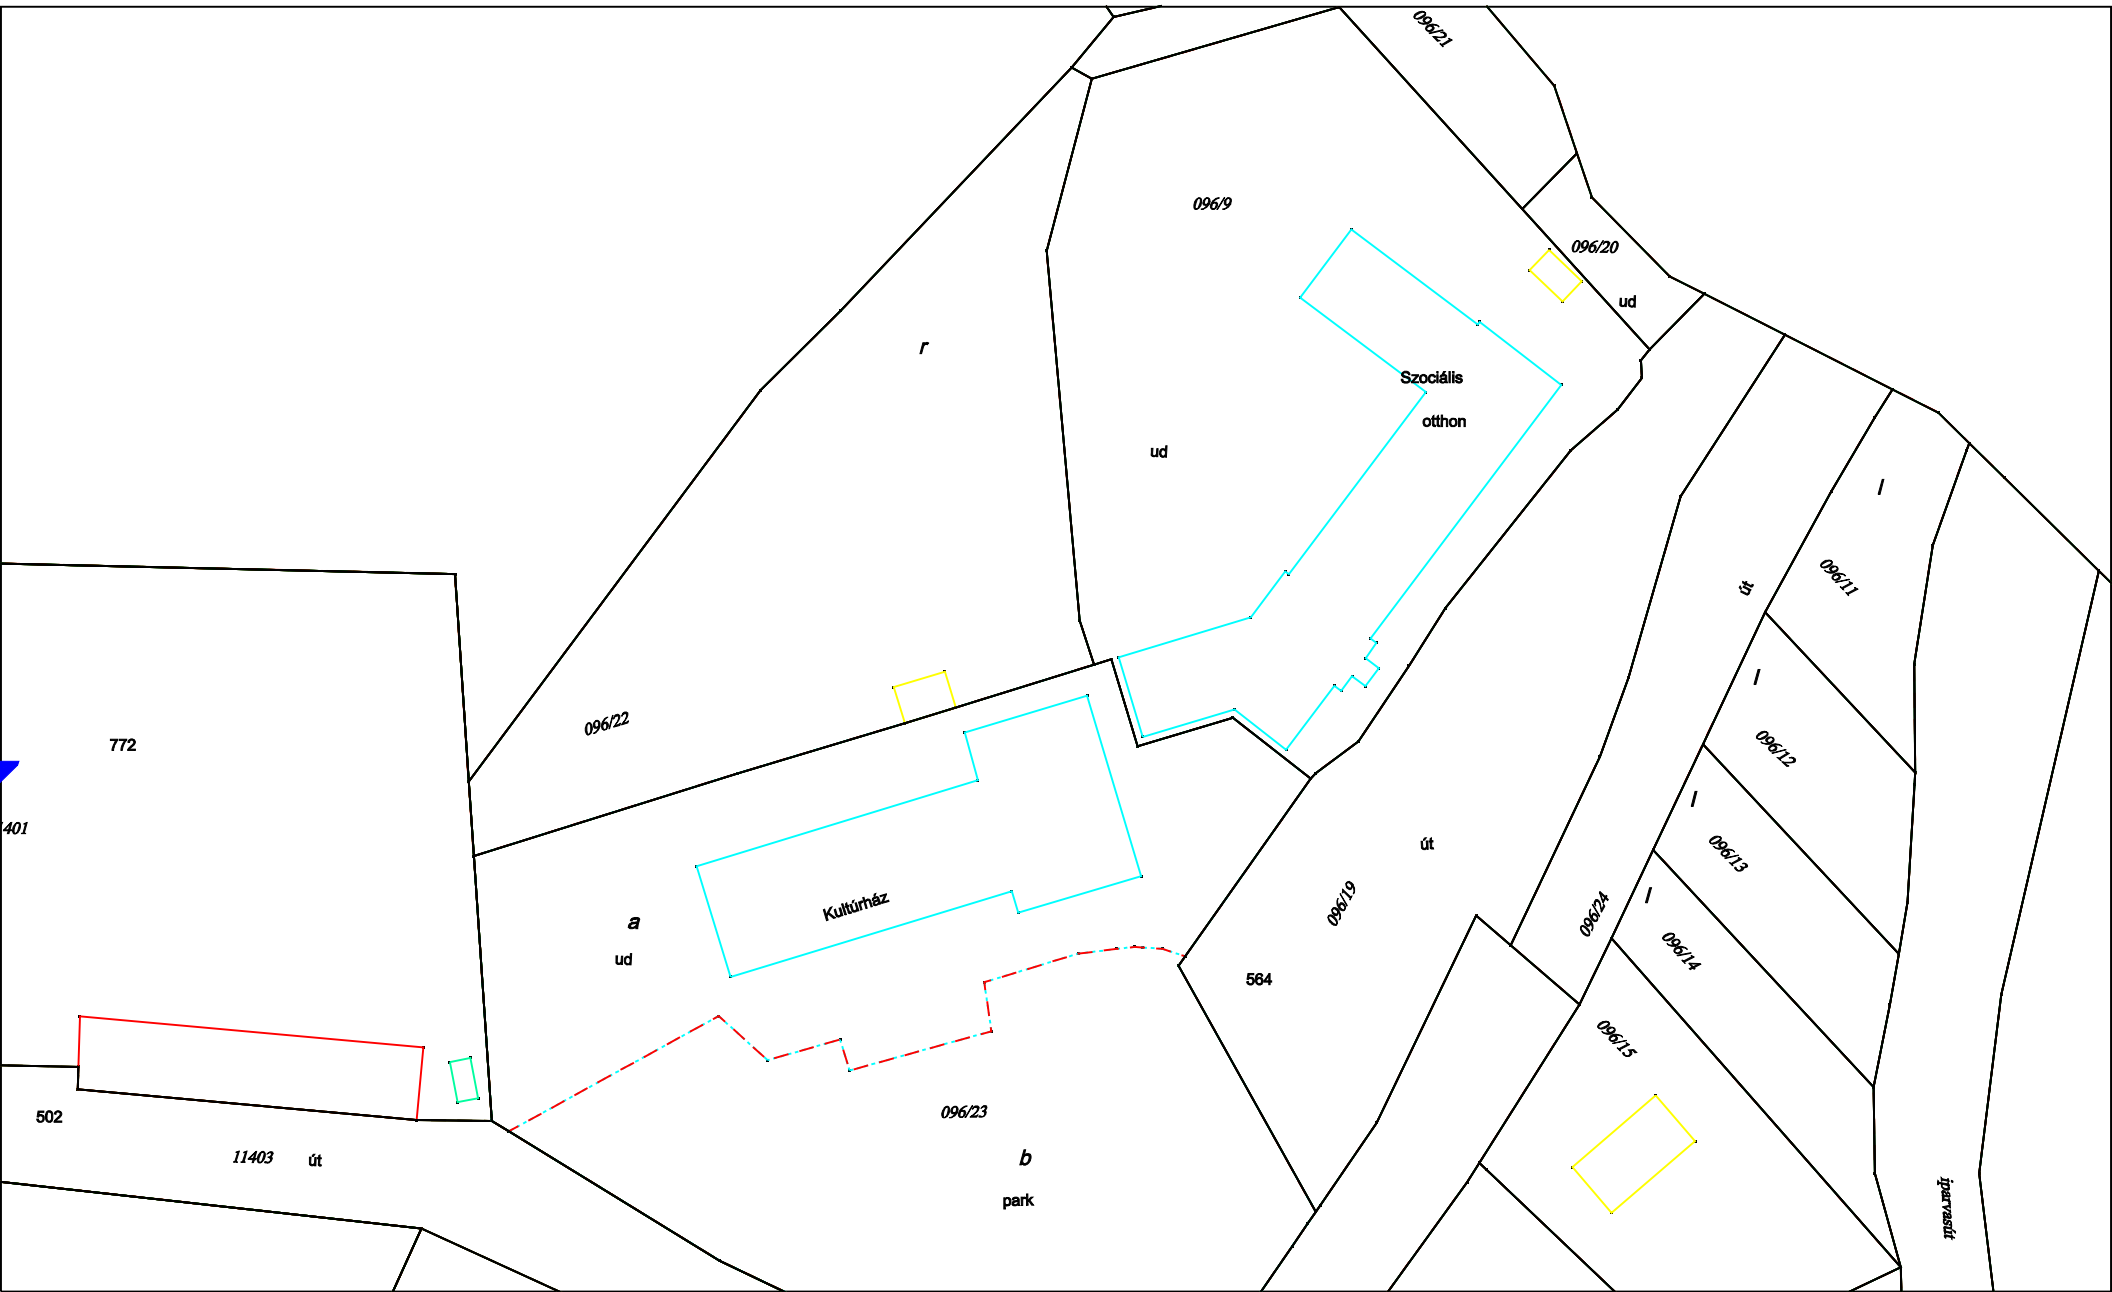 096/21
096/9
096/20
ud
r
Szociális
otthon
ud
l
096/11
út
l
096/22
772
096/12
l
096/13
401
út
l
096/19
096/24
Kultúrház
a
ud
096/14
564
096/15
096/23
502
11403 út
b
park
iparvasút